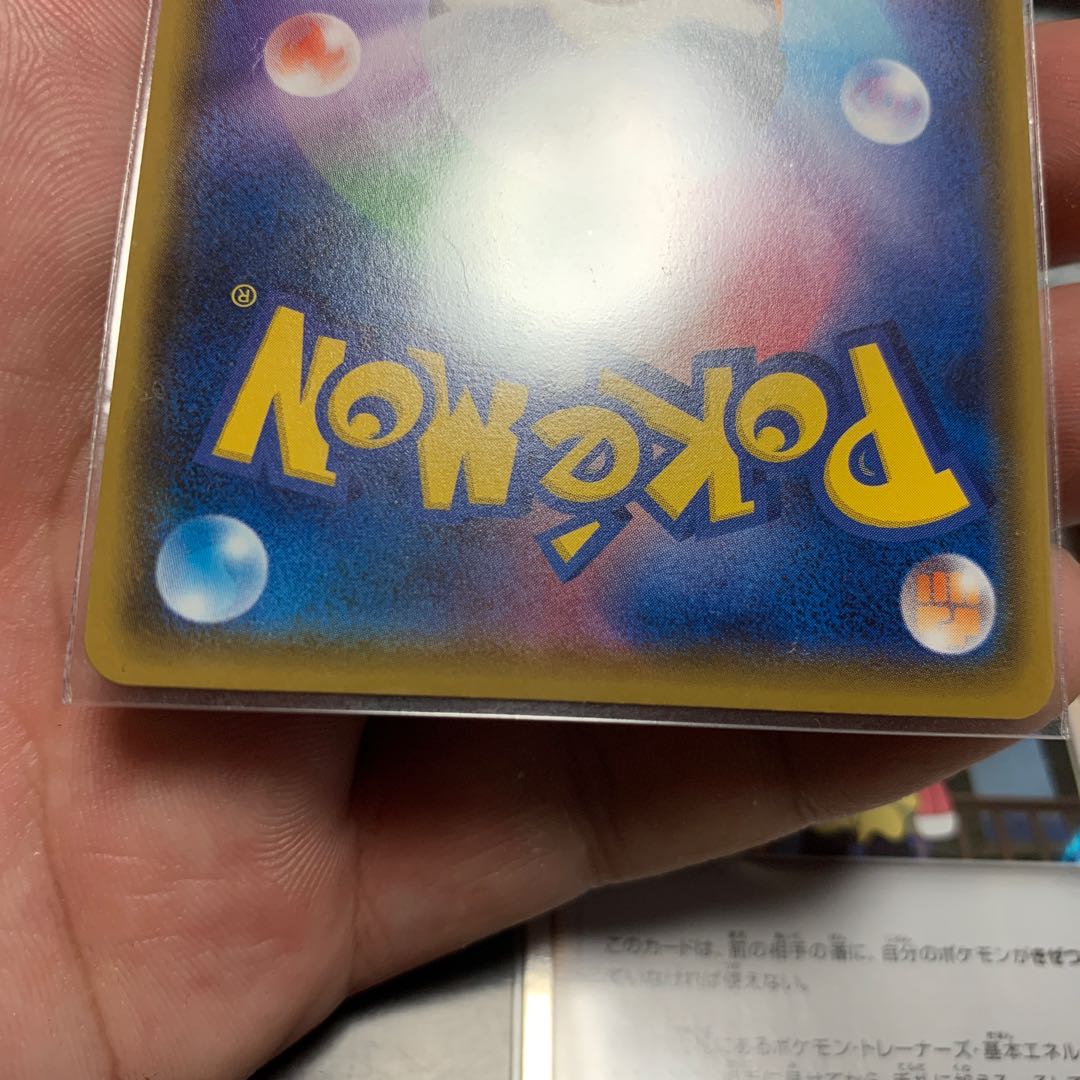 POKéMON
®
このカードは、前の相手の番に、自分のポケモンがきぜつ
ていなければ使えない。
にあるポケモン・トレーナーズ・基本エネル